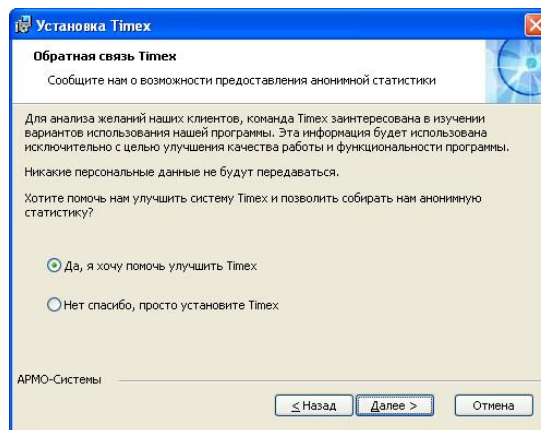 Установка Timex
Обратная связь Timex
Сообщите нам о возможности предоставления анонимной статистики
Для анализа желаний наших клиентов, команда Timex заинтересована в изучении
вариантов использования нашей программы. Эта информация будет использована
исключительно с целью улучшения качества работы и функциональности программы.
Никакие персональные данные не будут передаваться.
Хотите помочь нам улучшить систему Timex и позволить собирать нам анонимную
статистику?
Да, я хочу помочь улучшить Timex
Нет спасибо, просто установите Timex
АРМО-Системы
< Назад
Далее >
Отмена